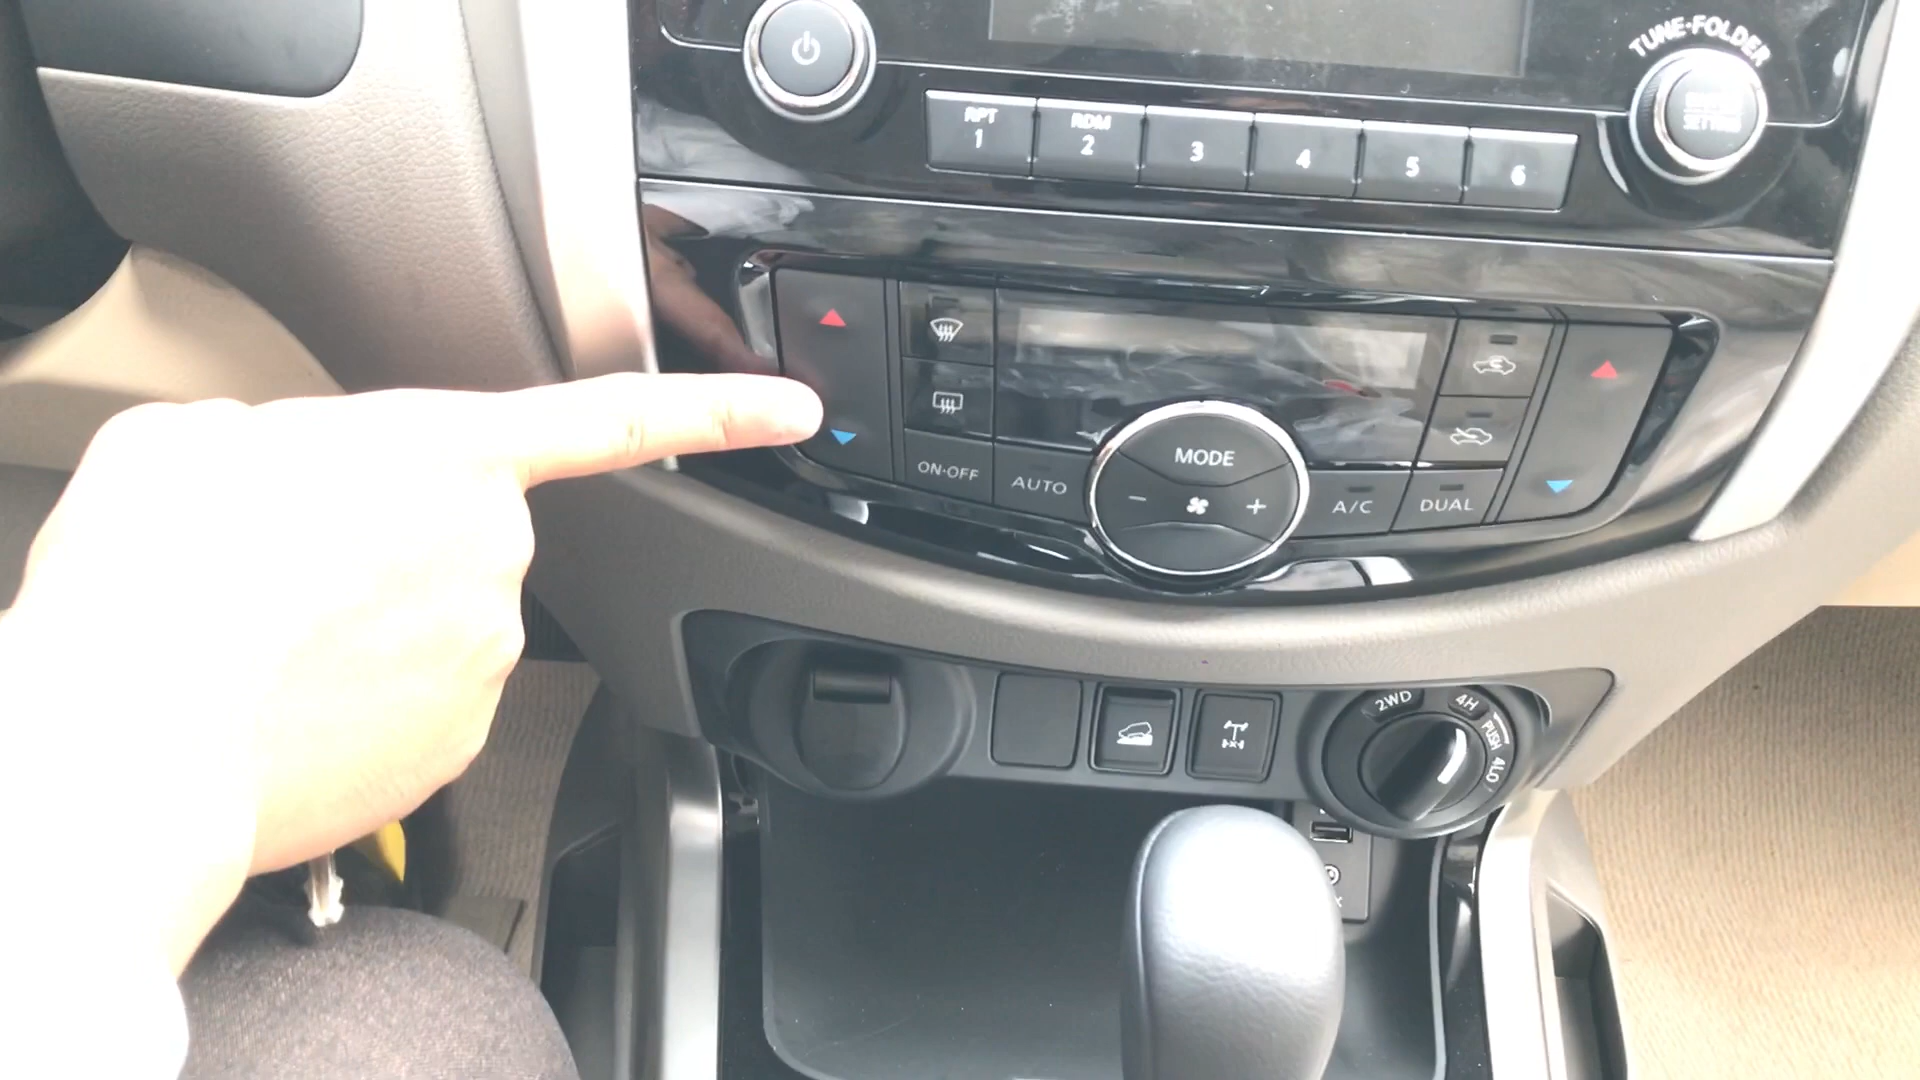 TUNE·FOLDER
RPT
1
RDM
2
3
4
5
6
MODE
ON·OFF
AUTO
A/C
DUAL
2WD
4H
PUSH
4LO